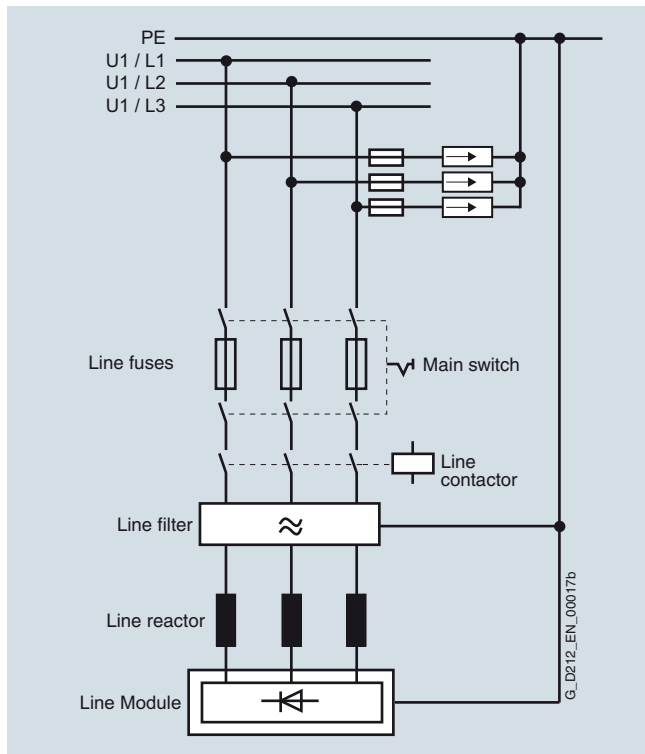 PE
U1 / L1
U1 / L2
U1 / L3
Line fuses
Main switch
Line
contactor
Line filter
Line reactor
Line Module
G_D212_EN_00017b